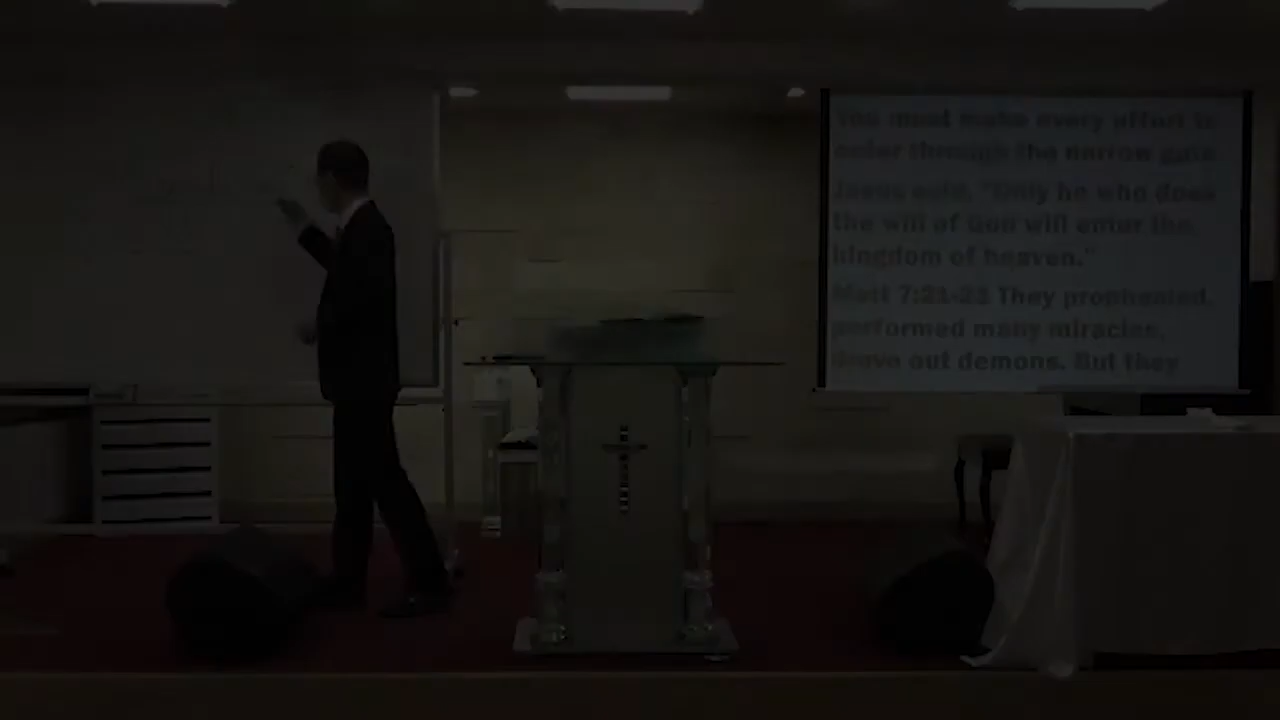 You must make every effort to
enter through the narrow gate.
Jesus said, "Only he who does
the will of God will enter the
kingdom of heaven."
Matt 7:21-23 They prophesied,
performed many miracles,
drove out demons. But they